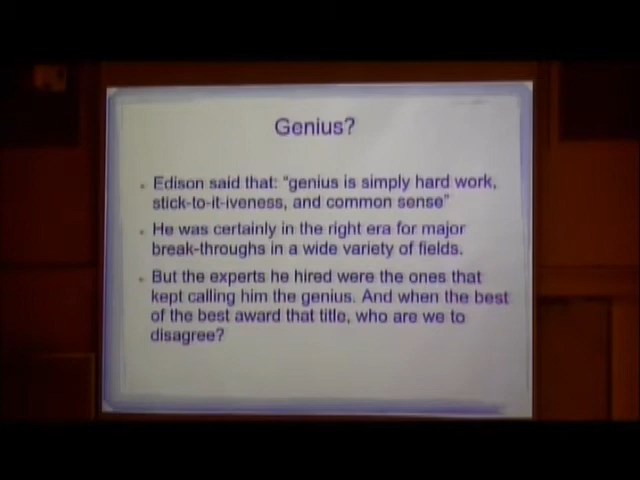 Genius?
Edison said that: "genius is simply hard work,
stick-to-it-iveness, and common sense"
He was certainly in the right era for major
break-throughs in a wide variety of fields.
But the experts he hired were the ones that
kept calling him the genius. And when the best
of the best award that title, who are we to
disagree?